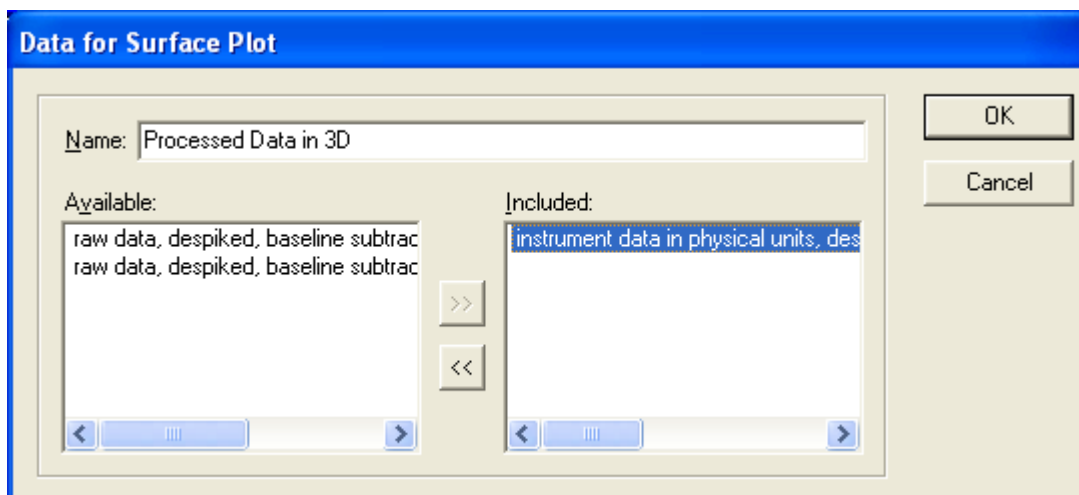 Data for Surface Plot
OK
Name: Processed Data in 3D
Cancel
Available:
Included:
raw data, despiked, baseline subtrac
raw data, despiked, baseline subtrac
instrument data in physical units, des
>>
<<